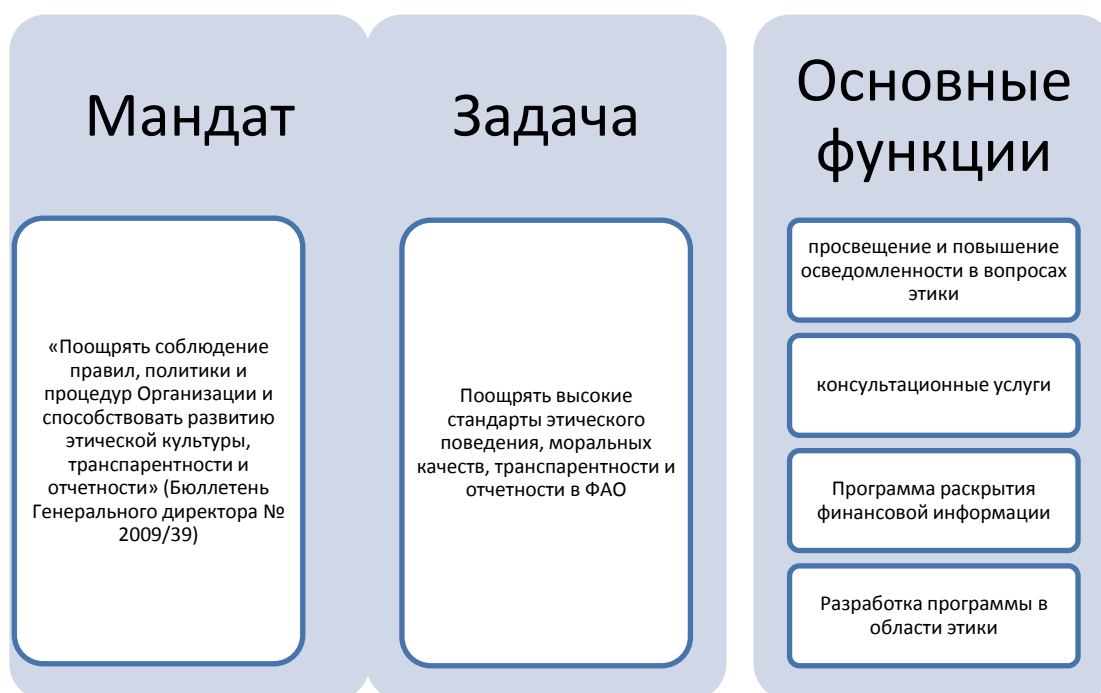 Мандат
«Поощрять соблюдение
правил, политики и
процедур Организации и
способствовать развитию
этической культуры,
транспарентности и
отчетности» (Бюллетень
Генерального директора №
2009/39)
Задача
Поощрять высокие
стандарты этического
поведения, моральных
качеств, транспарентности и
отчетности в ФАО
Основные
функции
просвещение и повышение
осведомленности в вопросах
этики
консультационные услуги
Программа раскрытия
финансовой информации
Разработка программы в
области этики